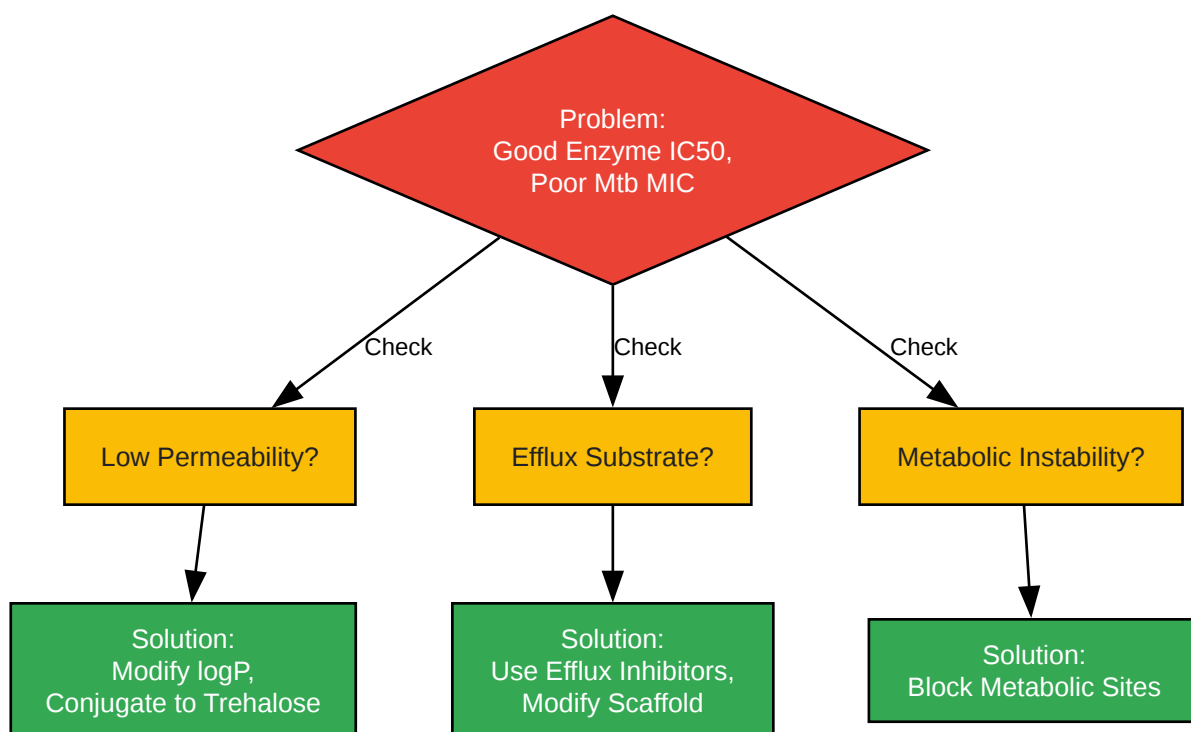 Problem:
Good Enzyme IC50,
Poor Mtb MIC
Check
Check
Check
Low Permeability?
Efflux Substrate?
Metabolic Instability?
Solution:
Modify logP,
Conjugate to Trehalose
Solution:
Use Efflux Inhibitors,
Modify Scaffold
Solution:
Block Metabolic Sites